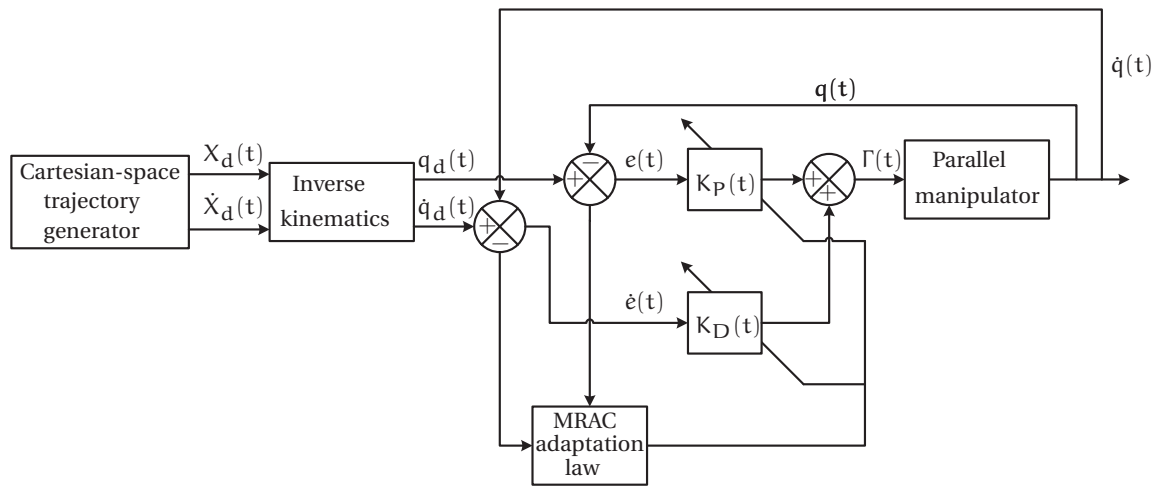 q̇(t)
q(t)
Cartesian-space
trajectory
generator
X_d(t)
Ẋ_d(t)
Inverse
kinematics
q_d(t)
q̇_d(t)
+
−
+
−
e(t)
K_P(t)
+
+
Γ(t)
Parallel
manipulator
ė(t)
K_D(t)
MRAC
adaptation
law